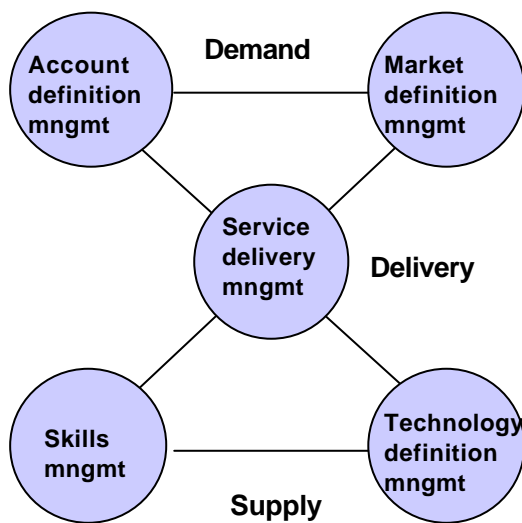 Demand
Account
definition
mngmt
Market
definition
mngmt
Service
delivery
mngmt
Delivery
Skills
mngmt
Technology
definition
mngmt
Supply